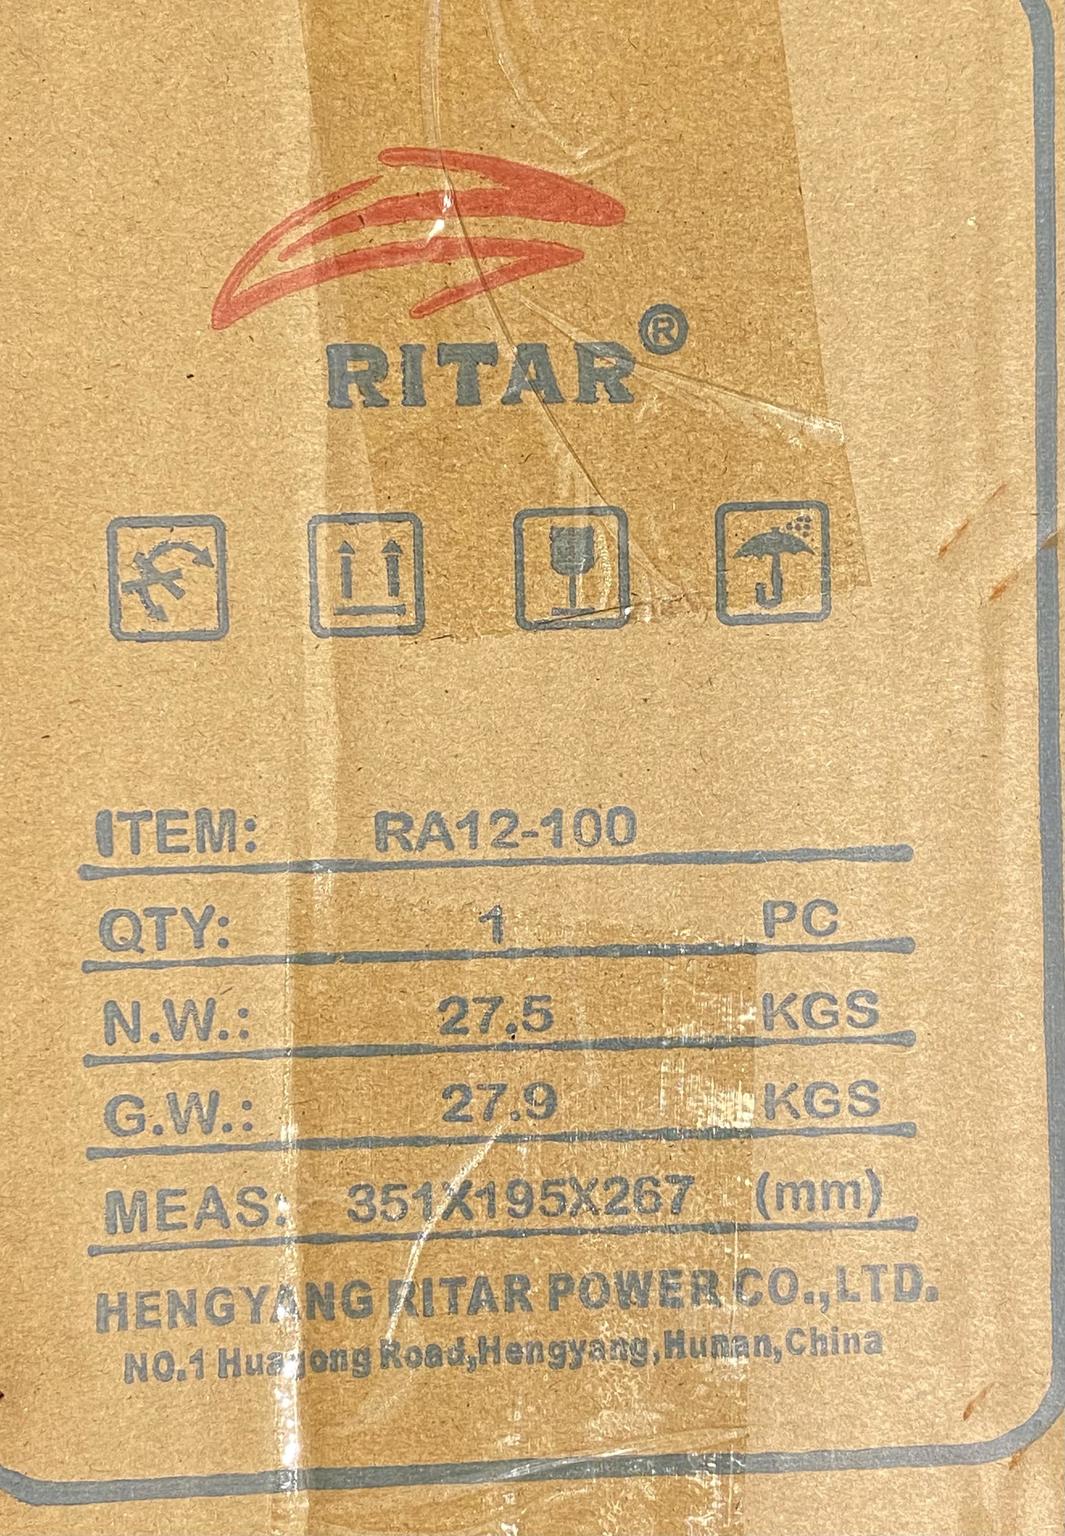 RITAR®
ITEM: RA12-100
QTY: 1 PC
N.W.: 27.5 KGS
G.W.: 27.9 KGS
MEAS: 351X195X267 (mm)
HENGYANG RITAR POWER CO.,LTD.
NO.1 Huagong Road,Hengyang,Hunan,China